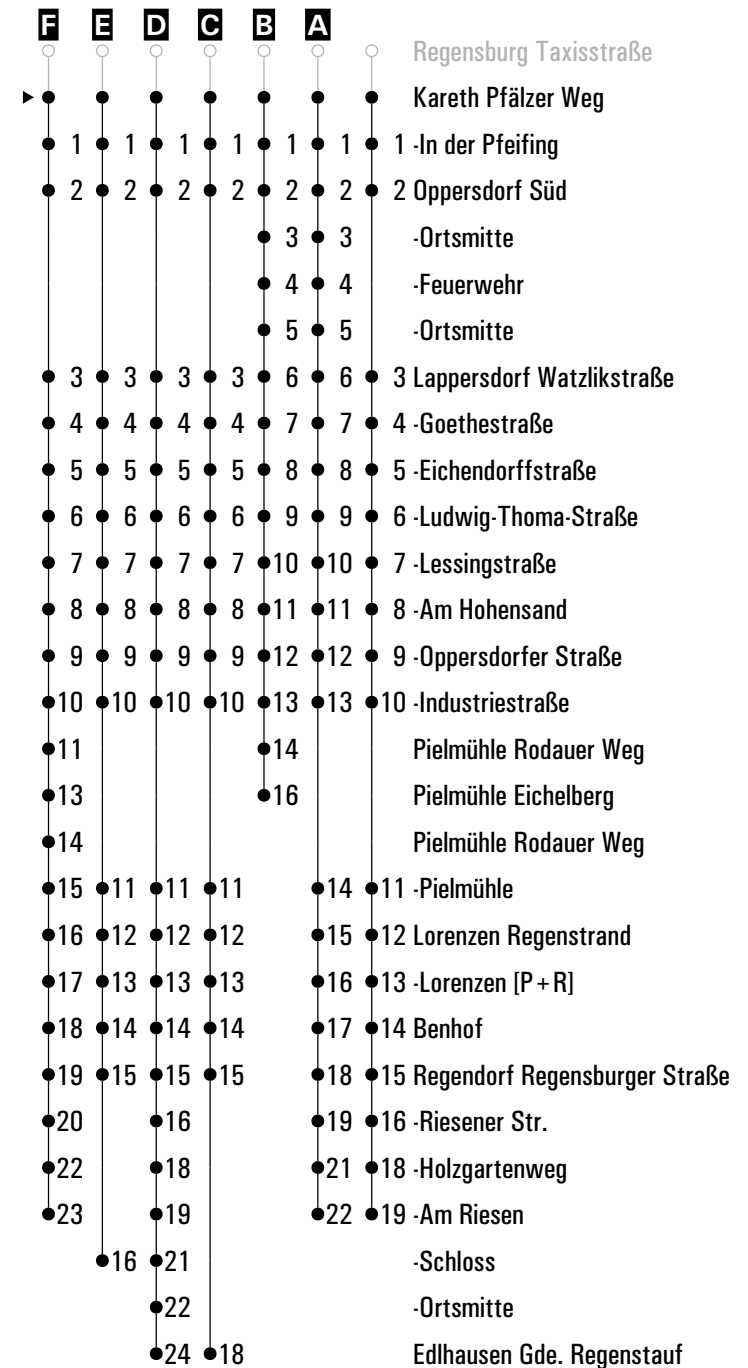 F E D C B A
Regensburg Taxisstraße
Kareth Pfälzer Weg
1 1 1 1 1 1 1 -In der Pfeifing
2 2 2 2 2 2 2 Oppersdorf Süd
3 3 -Ortsmitte
4 4 -Feuerwehr
5 5 -Ortsmitte
3 3 3 3 6 6 3 Lappersdorf Watzlikstraße
4 4 4 4 7 7 4 -Goethestraße
5 5 5 5 8 8 5 -Eichendorffstraße
6 6 6 6 9 9 6 -Ludwig-Thoma-Straße
7 7 7 7 10 10 7 -Lessingstraße
8 8 8 8 11 11 8 -Am Hohensand
9 9 9 9 12 12 9 -Oppersdorfer Straße
10 10 10 10 13 13 10 -Industriestraße
11 14 Pielmühle Rodauer Weg
13 16 Pielmühle Eichelberg
14 Pielmühle Rodauer Weg
15 11 11 11 14 11 -Pielmühle
16 12 12 12 15 12 Lorenzen Regenstrand
17 13 13 13 16 13 -Lorenzen [P+R]
18 14 14 14 17 14 Benhof
19 15 15 15 18 15 Regendorf Regensburger Straße
20 16 19 16 -Riesener Str.
22 18 21 18 -Holzgartenweg
23 19 22 19 -Am Riesen
16 21 -Schloss
22 -Ortsmitte
24 18 Edlhausen Gde. Regenstauf